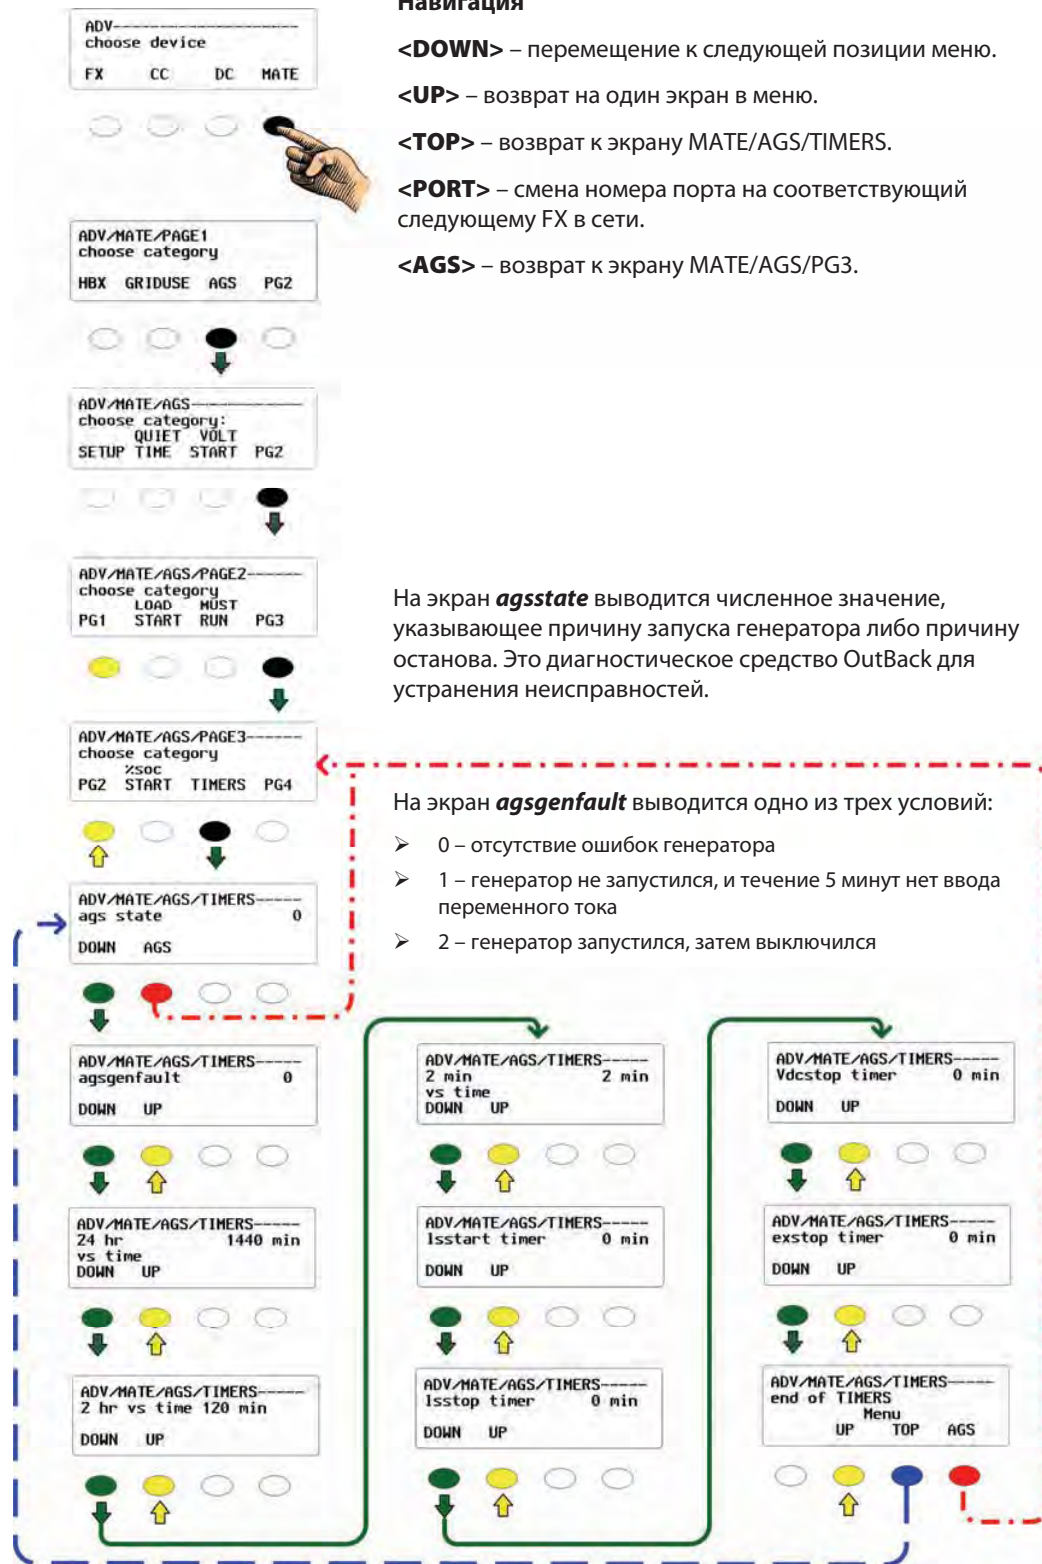 Навигация
<DOWN> – перемещение к следующей позиции меню.
<UP> – возврат на один экран в меню.
<TOP> – возврат к экрану MATE/AGS/TIMERS.
<PORT> – смена номера порта на соответствующий
следующему FX в сети.
<AGS> – возврат к экрану MATE/AGS/PG3.
ADV----------------------
choose device
FX CC DC MATE
ADV/MATE/PAGE1
choose category
HBX GRIDUSE AGS PG2
ADV/MATE/AGS-------------
choose category:
QUIET VOLT
SETUP TIME START PG2
ADV/MATE/AGS/PAGE2------
choose category
LOAD MUST
PG1 START RUN PG3
На экран agsstate выводится численное значение,
указывающее причину запуска генератора либо причину
останова. Это диагностическое средство OutBack для
устранения неисправностей.
ADV/MATE/AGS/PAGE3------
choose category
%soc
PG2 START TIMERS PG4
На экран agsgenfault выводится одно из трех условий:
➢ 0 – отсутствие ошибок генератора
➢ 1 – генератор не запустился, и течение 5 минут нет ввода
переменного тока
➢ 2 – генератор запустился, затем выключился
ADV/MATE/AGS/TIMERS-----
ags state 0
DOWN AGS
ADV/MATE/AGS/TIMERS-----
agsgenfault 0
DOWN UP
ADV/MATE/AGS/TIMERS-----
24 hr 1440 min
vs time
DOWN UP
ADV/MATE/AGS/TIMERS-----
2 hr vs time 120 min
DOWN UP
ADV/MATE/AGS/TIMERS-----
2 min 2 min
vs time
DOWN UP
ADV/MATE/AGS/TIMERS-----
lsstart timer 0 min
DOWN UP
ADV/MATE/AGS/TIMERS-----
lsstop timer 0 min
DOWN UP
ADV/MATE/AGS/TIMERS-----
Vdcstop timer 0 min
DOWN UP
ADV/MATE/AGS/TIMERS-----
exstop timer 0 min
DOWN UP
ADV/MATE/AGS/TIMERS-----
end of TIMERS
Menu
UP TOP AGS